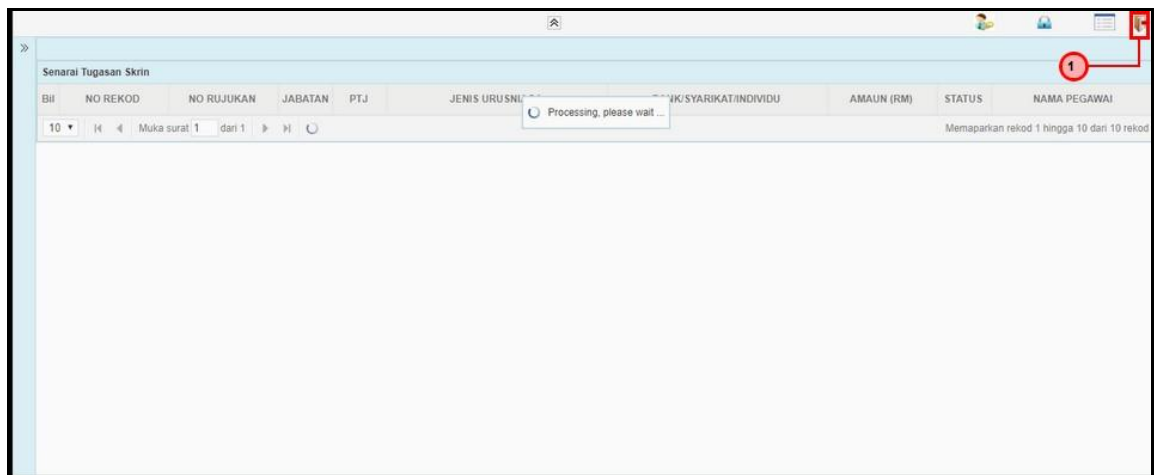 1
Senarai Tugasan Skrin
Bil NO REKOD NO RUJUKAN JABATAN PTJ JENIS AMAUN (RM) STATUS NAMA PEGAWAI
Processing, please wait ...
10 Muka surat 1 dari 1 Memaparkan rekod 1 hingga 10 dari 10 rekod